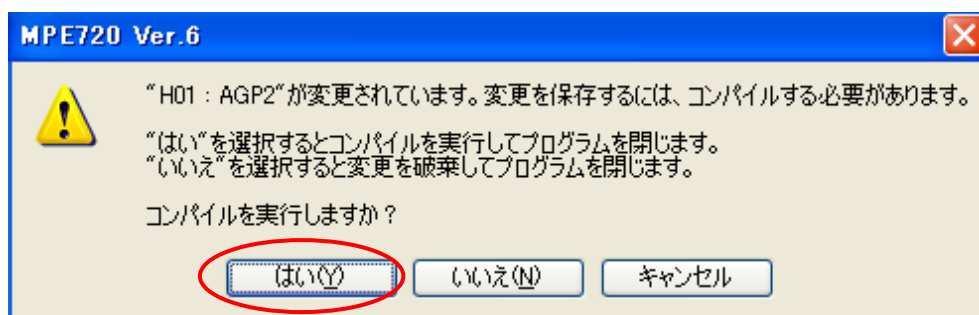 MPE720 Ver.6
"H01 : AGP2"が変更されています。変更を保存するには、コンパイルする必要があります。
"はい"を選択するとコンパイルを実行してプログラムを閉じます。
"いいえ"を選択すると変更を破棄してプログラムを閉じます。
コンパイルを実行しますか？
はい(Y) いいえ(N) キャンセル